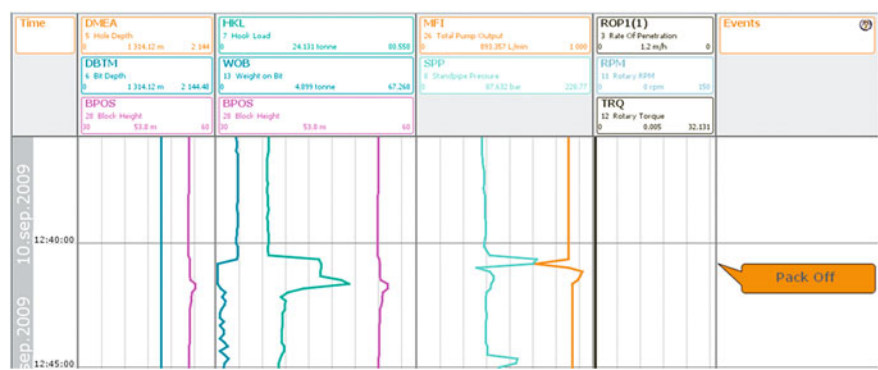 Time
DMEA
5 Hole Depth
0 1 314.12 m 2 144
DBTM
6 Bit Depth
0 1 314.12 m 2 144.48
BPOS
28 Block Height
30 53.8 m 60
HKL
7 Hook Load
0 24.131 tonne 80.558
WOB
13 Weight on Bit
0 4.899 tonne 67.268
BPOS
28 Block Height
30 53.8 m 60
MFI
26 Total Pump Output
0 893.357 L/min 1 000
SPP
8 Standpipe Pressure
0 87.632 bar 220.77
ROP1(1)
3 Rate Of Penetration
0 1.2 m/h 0
RPM
11 Rotary RPM
0 0 rpm 150
TRQ
12 Rotary Torque
0 0.005 32.131
Events
10.sep.2009
12:40:00
Pack Off
sep.2009
12:45:00